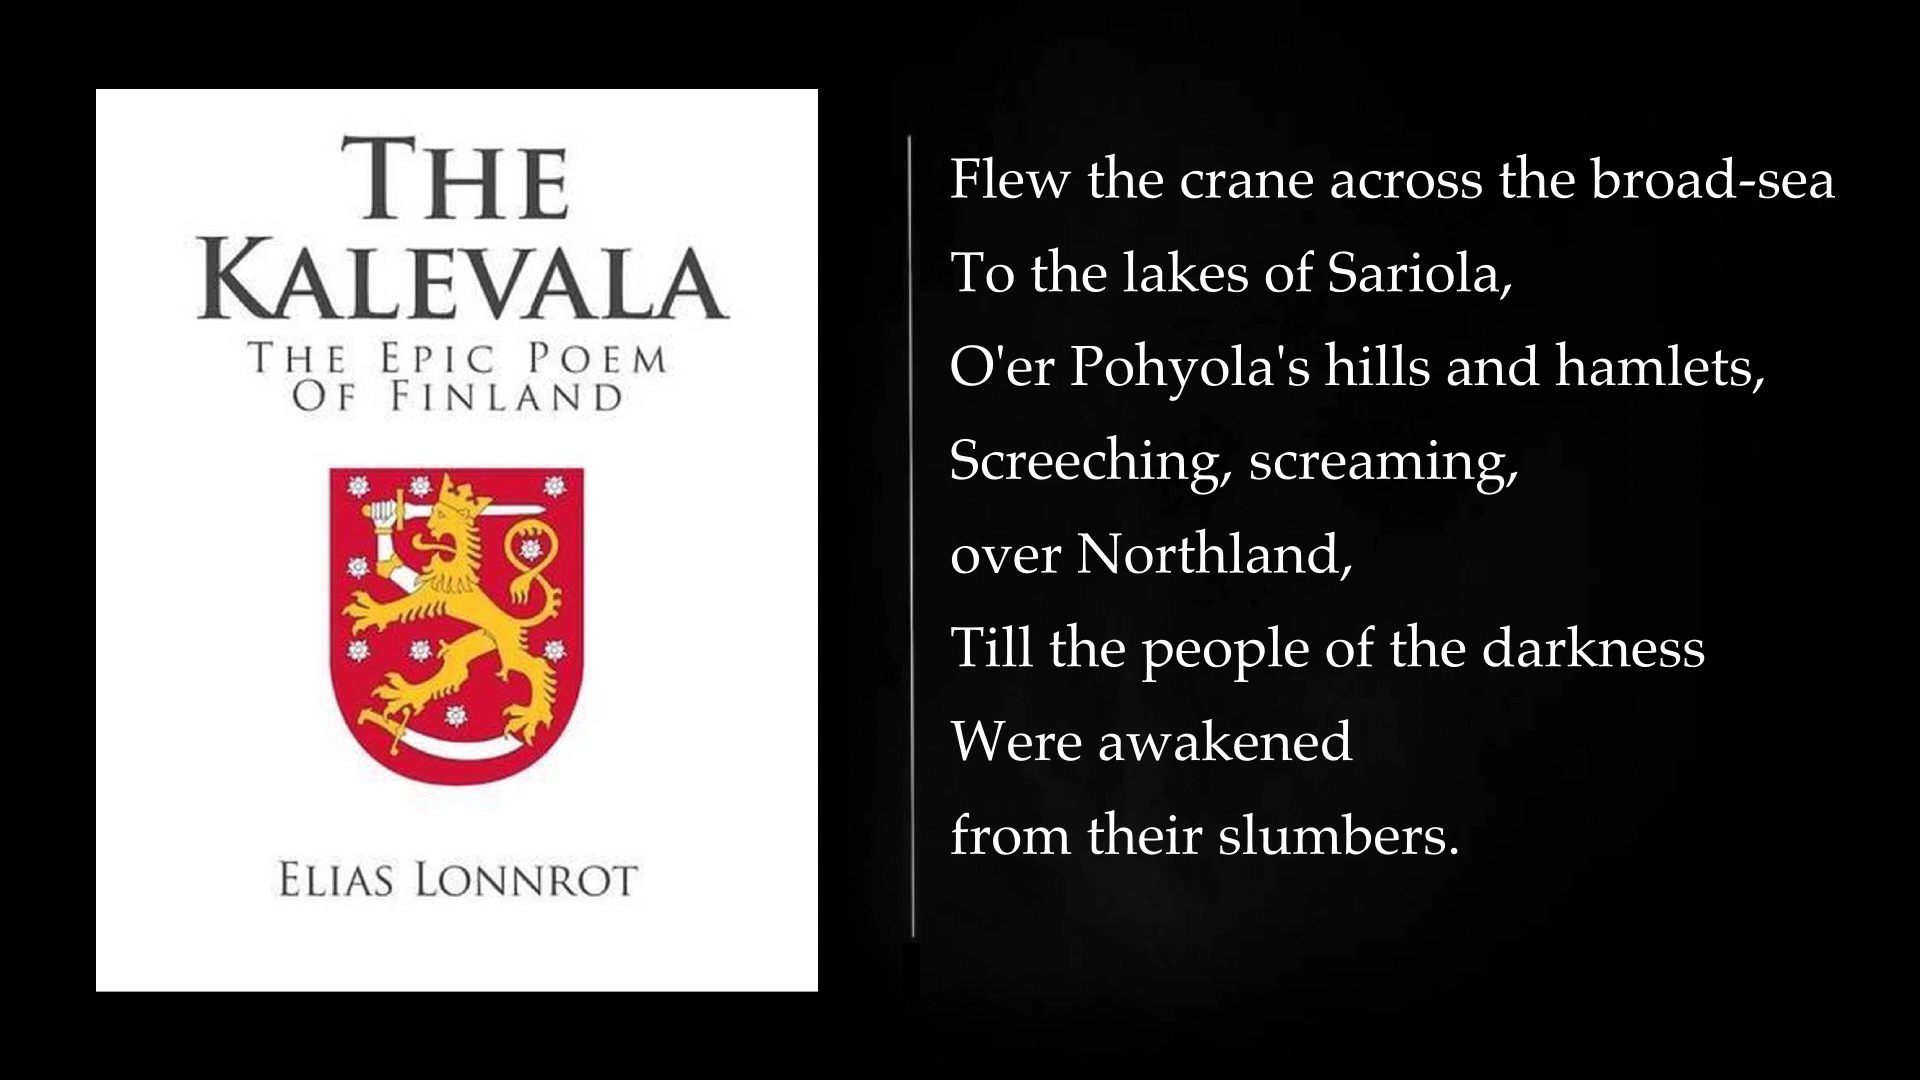 THE
KALEVALA
THE EPIC POEM
OF FINLAND
ELIAS LONNROT
Flew the crane across the broad-sea
To the lakes of Sariola,
O'er Pohyola's hills and hamlets,
Screeching, screaming,
over Northland,
Till the people of the darkness
Were awakened
from their slumbers.